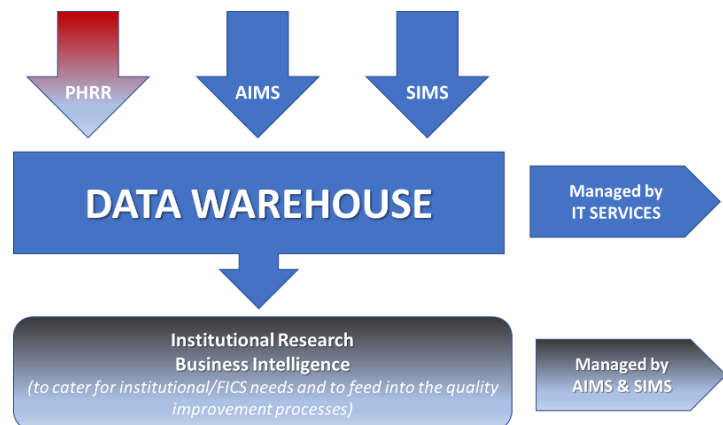 PHRR
AIMS
SIMS
DATA WAREHOUSE
Managed by
IT SERVICES
Institutional Research
Business Intelligence
(to cater for institutional/FICS needs and to feed into the quality
improvement processes)
Managed by
AIMS & SIMS